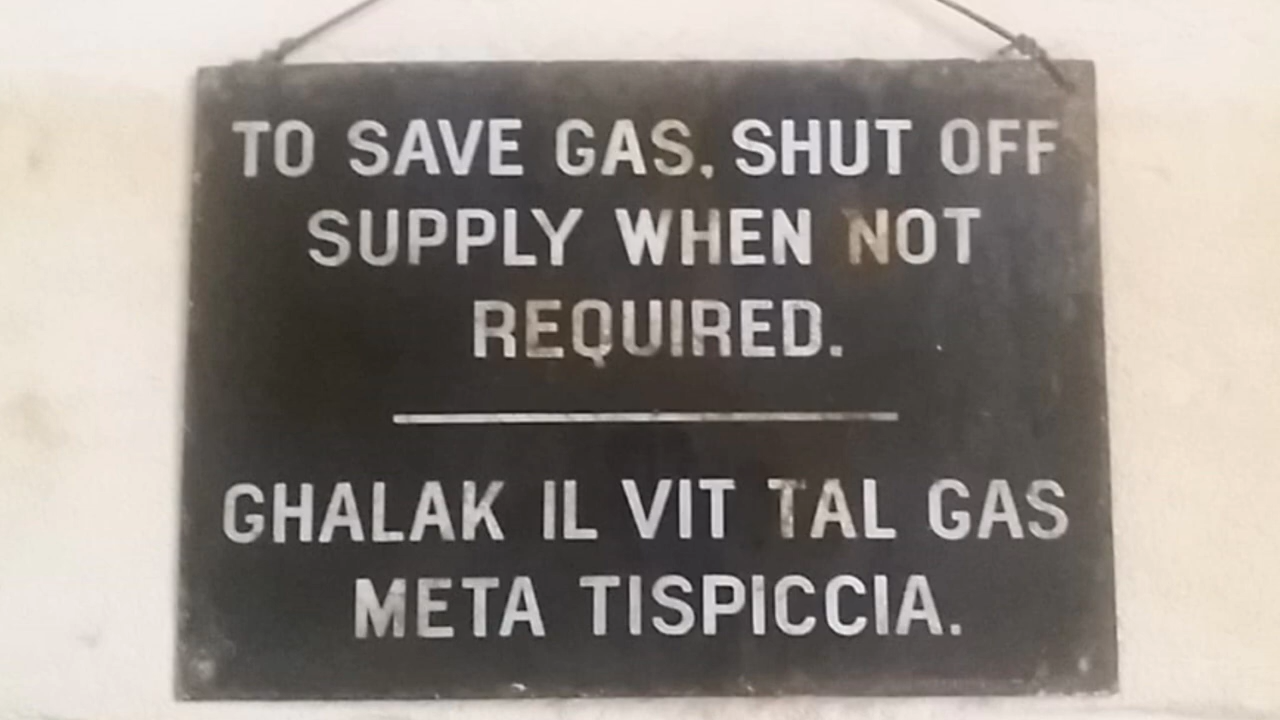 TO SAVE GAS, SHUT OFF
SUPPLY WHEN NOT
REQUIRED.
GHALAK IL VIT TAL GAS
META TISPICCIA.